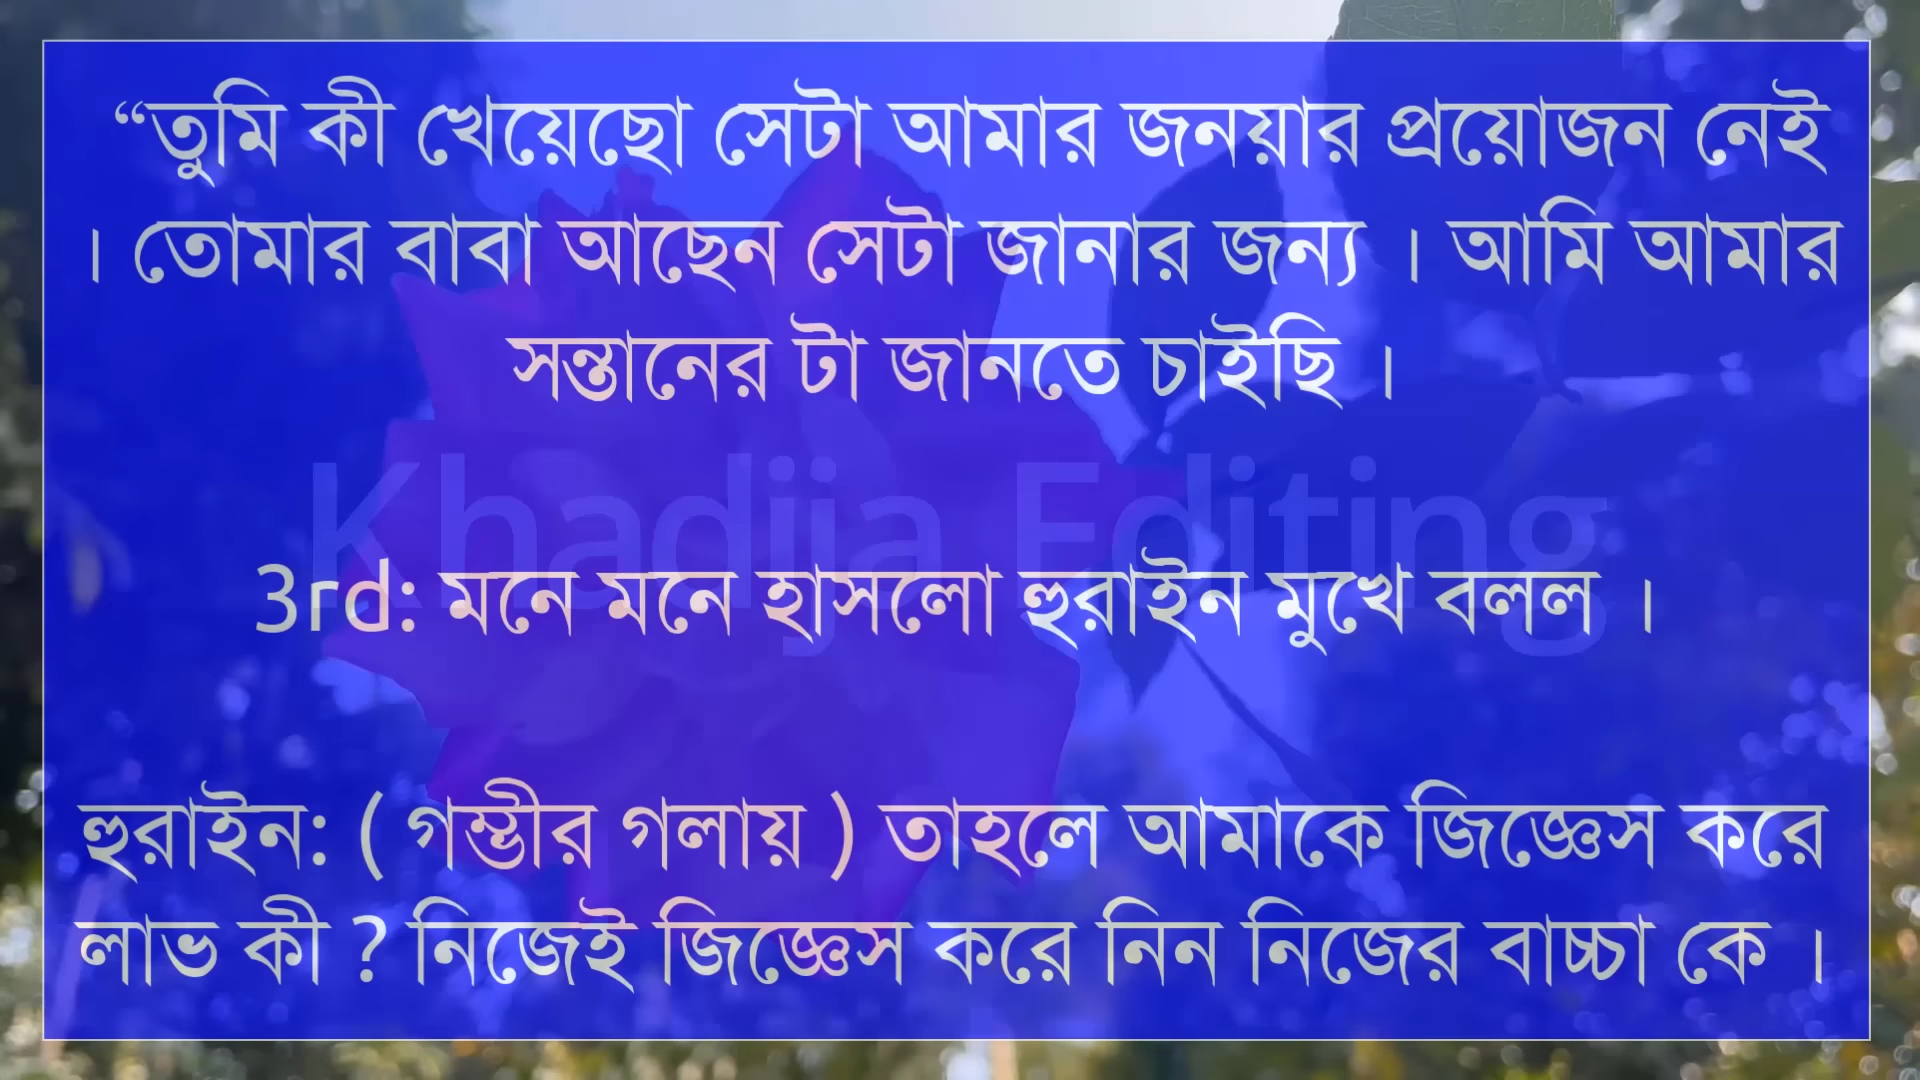 “তুমি কী খেয়েছো সেটা আমার জনয়ার প্রয়োজন নেই
। তোমার বাবা আছেন সেটা জানার জন্য । আমি আমার
সন্তানের টা জানতে চাইছি ।
Khadija Editing
3rd: মনে মনে হাসলো হুরাইন মুখে বলল ।
হুরাইন: ( গম্ভীর গলায় ) তাহলে আমাকে জিজ্ঞেস করে
লাভ কী ? নিজেই জিজ্ঞেস করে নিন নিজের বাচ্চা কে ।